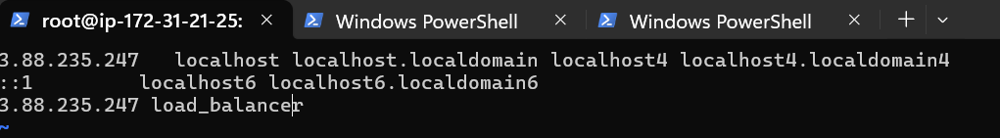 root@ip-172-31-21-25: Windows PowerShell Windows PowerShell
3.88.235.247   localhost localhost.localdomain localhost4 localhost4.localdomain4
::1         localhost6 localhost6.localdomain6
3.88.235.247 load_balancer
~